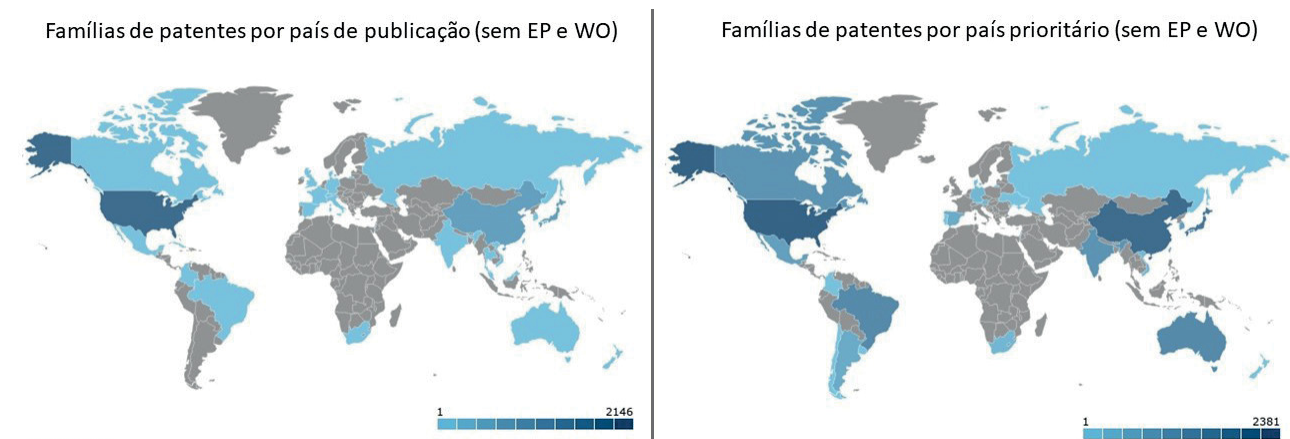 Famílias de patentes por país de publicação (sem EP e WO)
Famílias de patentes por país prioritário (sem EP e WO)
1 2146
1 2381